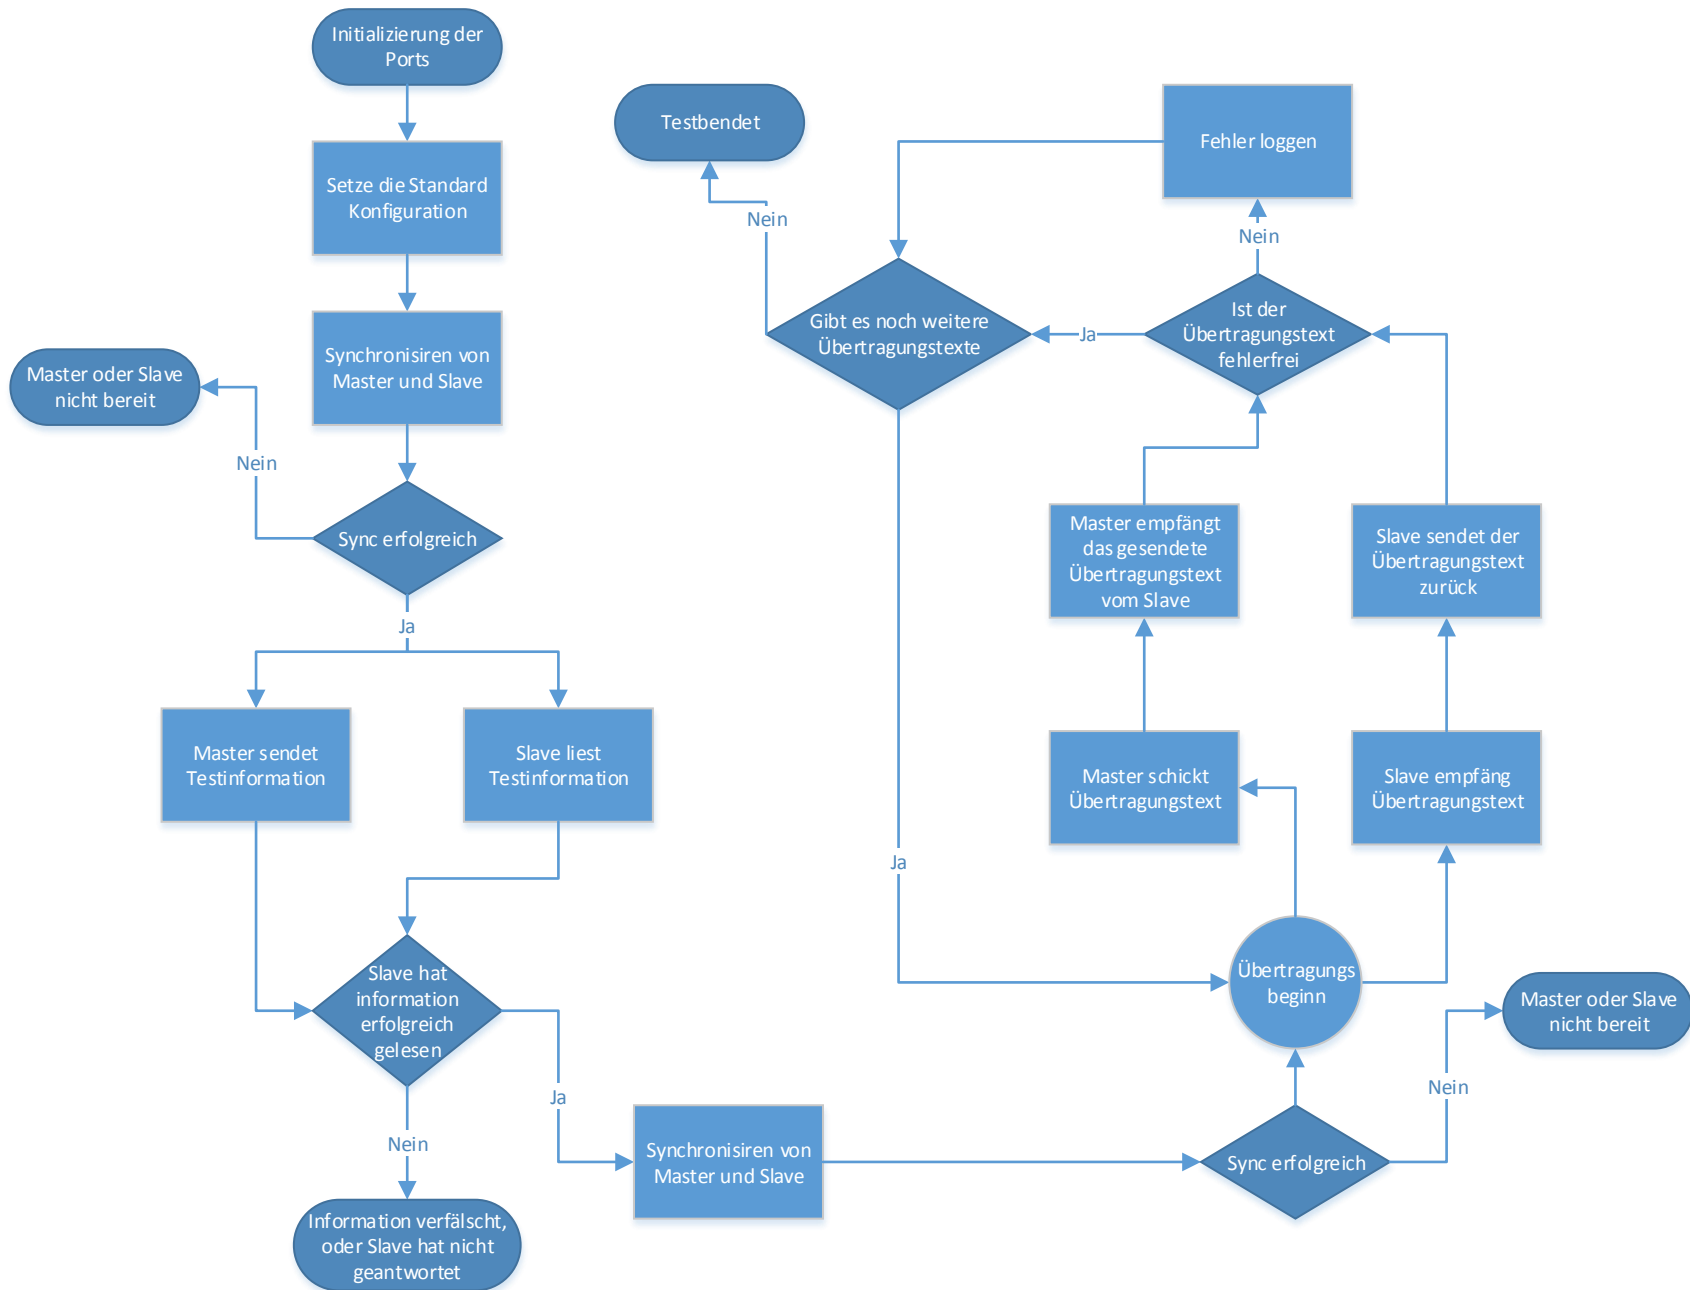 Initializierung der
Ports
Setze die Standard
Konfiguration
Synchronisiren von
Master und Slave
Master oder Slave
nicht bereit
Nein
Sync erfolgreich
Ja
Master sendet
Testinformation
Slave liest
Testinformation
Slave hat
information
erfolgreich
gelesen
Ja
Nein
Information verfälscht,
oder Slave hat nicht
geantwortet
Synchronisiren von
Master und Slave
Sync erfolgreich
Nein
Master oder Slave
nicht bereit
Übertragungs
beginn
Master schickt
Übertragungstext
Slave empfäng
Übertragungstext
Master empfängt
das gesendete
Übertragungstext
vom Slave
Slave sendet der
Übertragungstext
zurück
Ist der
Übertragungstext
fehlerfrei
Nein
Fehler loggen
Ja
Gibt es noch weitere
Übertragungstexte
Nein
Testbendet
Ja